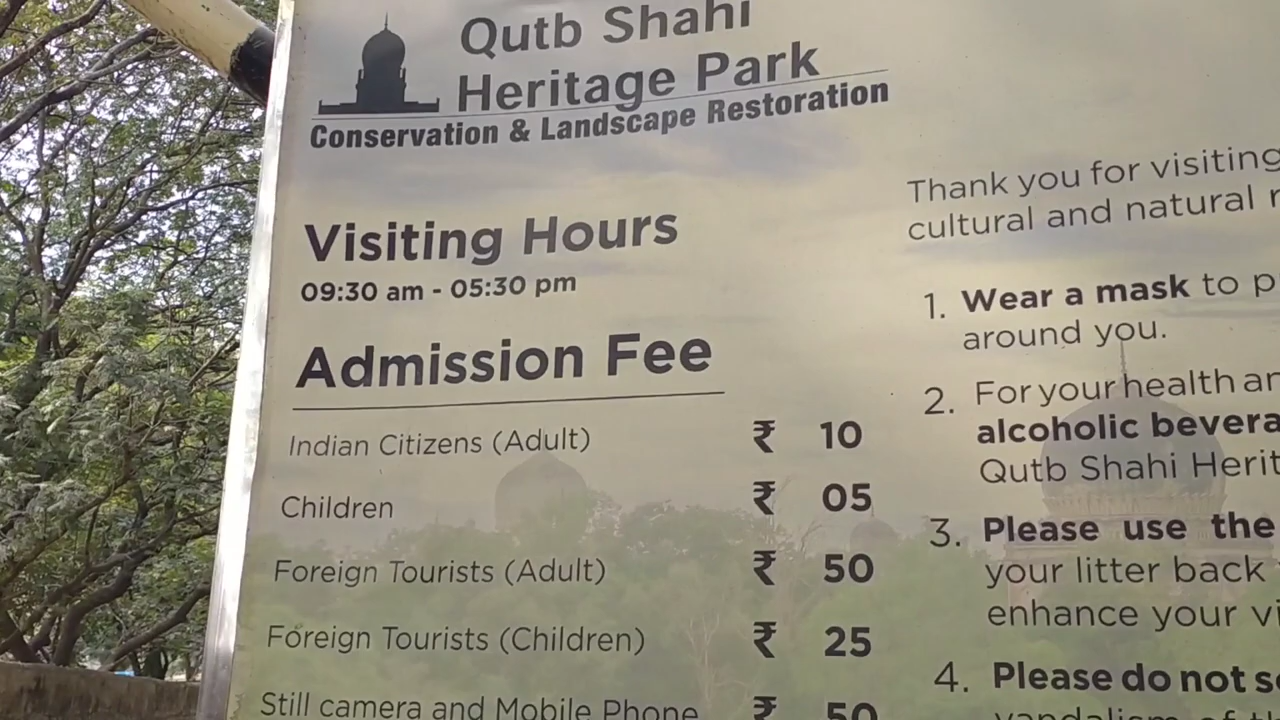 Qutb Shahi
Heritage Park
Conservation & Landscape Restoration
Visiting Hours
09:30 am - 05:30 pm
Admission Fee
Indian Citizens (Adult) ₹ 10
Children ₹ 05
Foreign Tourists (Adult) ₹ 50
Foreign Tourists (Children) ₹ 25
Still camera and Mobile Phone ₹ 50
Thank you for visiting
cultural and natural
1. Wear a mask to
around you.
2. For your health
alcoholic
Qutb Shahi
3. Please use the
your litter back
enhance your
4. Please do not
vandalism of